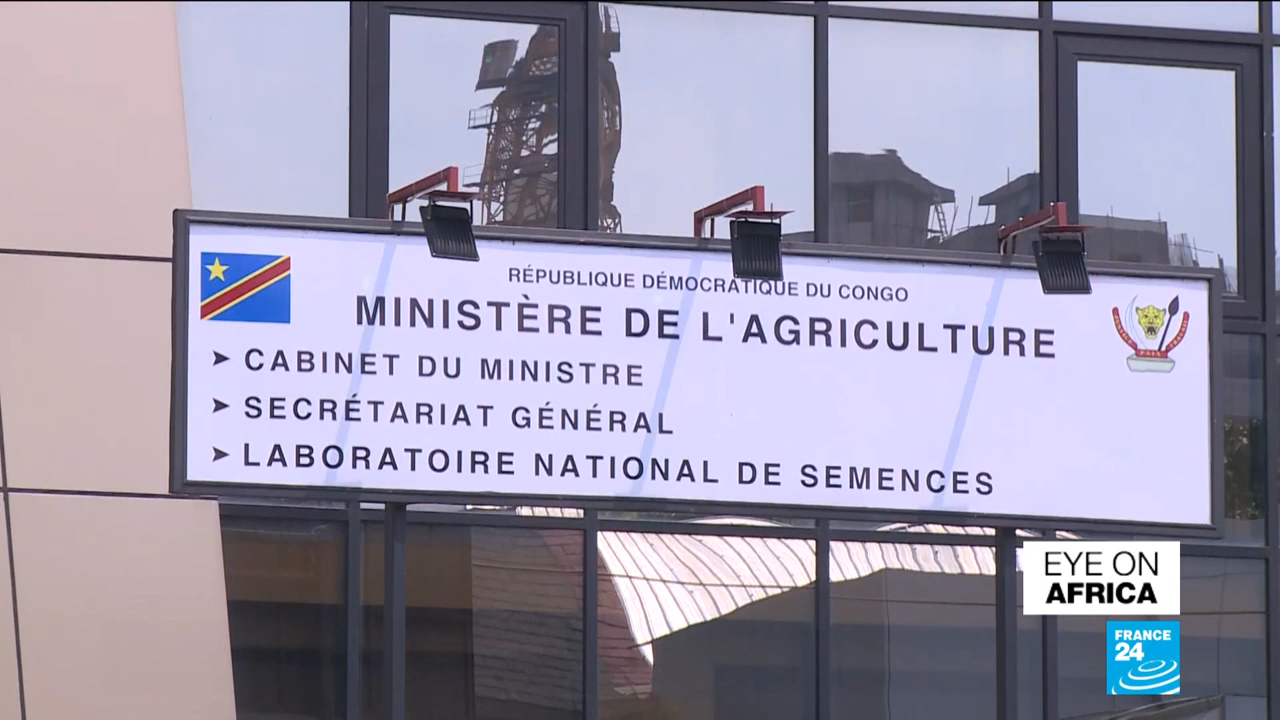 RÉPUBLIQUE DÉMOCRATIQUE DU CONGO
MINISTÈRE DE L'AGRICULTURE
➤ CABINET DU MINISTRE
➤ SECRÉTARIAT GÉNÉRAL
➤ LABORATOIRE NATIONAL DE SEMENCES
EYE ON
AFRICA
FRANCE
24